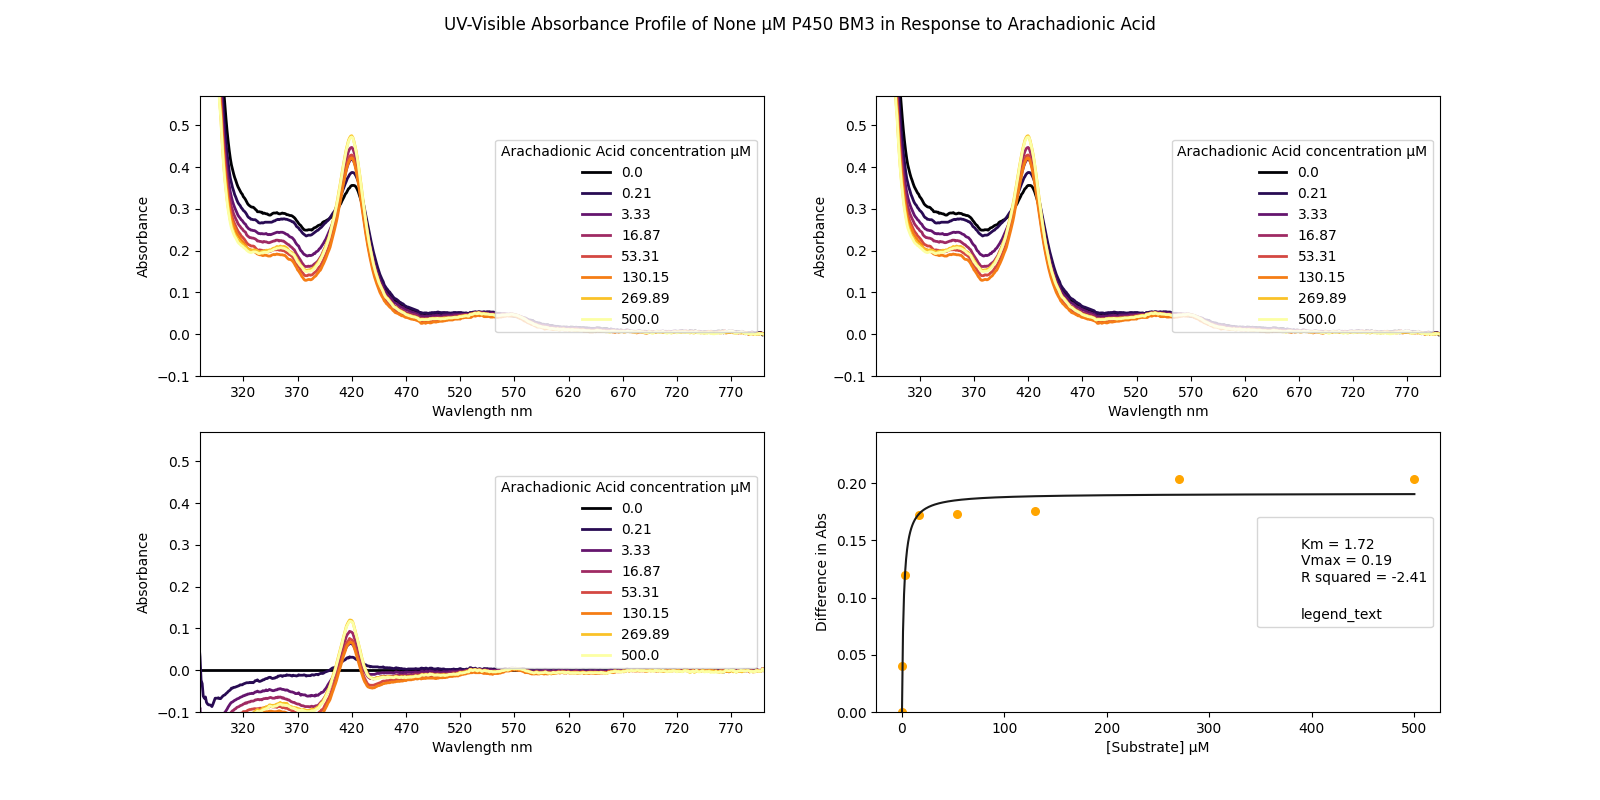 UV-Visible Absorbance Profile of None μM P450 BM3 in Response to Arachadionic Acid
0.5
0.4
0.3
0.2
0.1
0.0
−0.1
Absorbance
Arachadionic Acid concentration μM
0.0
0.21
3.33
16.87
53.31
130.15
269.89
500.0
320 370 420 470 520 570 620 670 720 770
Wavlength nm
0.5
0.4
0.3
0.2
0.1
0.0
−0.1
Absorbance
Arachadionic Acid concentration μM
0.0
0.21
3.33
16.87
53.31
130.15
269.89
500.0
320 370 420 470 520 570 620 670 720 770
Wavlength nm
0.5
0.4
0.3
0.2
0.1
0.0
−0.1
Absorbance
Arachadionic Acid concentration μM
0.0
0.21
3.33
16.87
53.31
130.15
269.89
500.0
320 370 420 470 520 570 620 670 720 770
Wavlength nm
0.20
0.15
0.10
0.05
0.00
Difference in Abs
Km = 1.72
Vmax = 0.19
R squared = -2.41
legend_text
0 100 200 300 400 500
[Substrate] μM